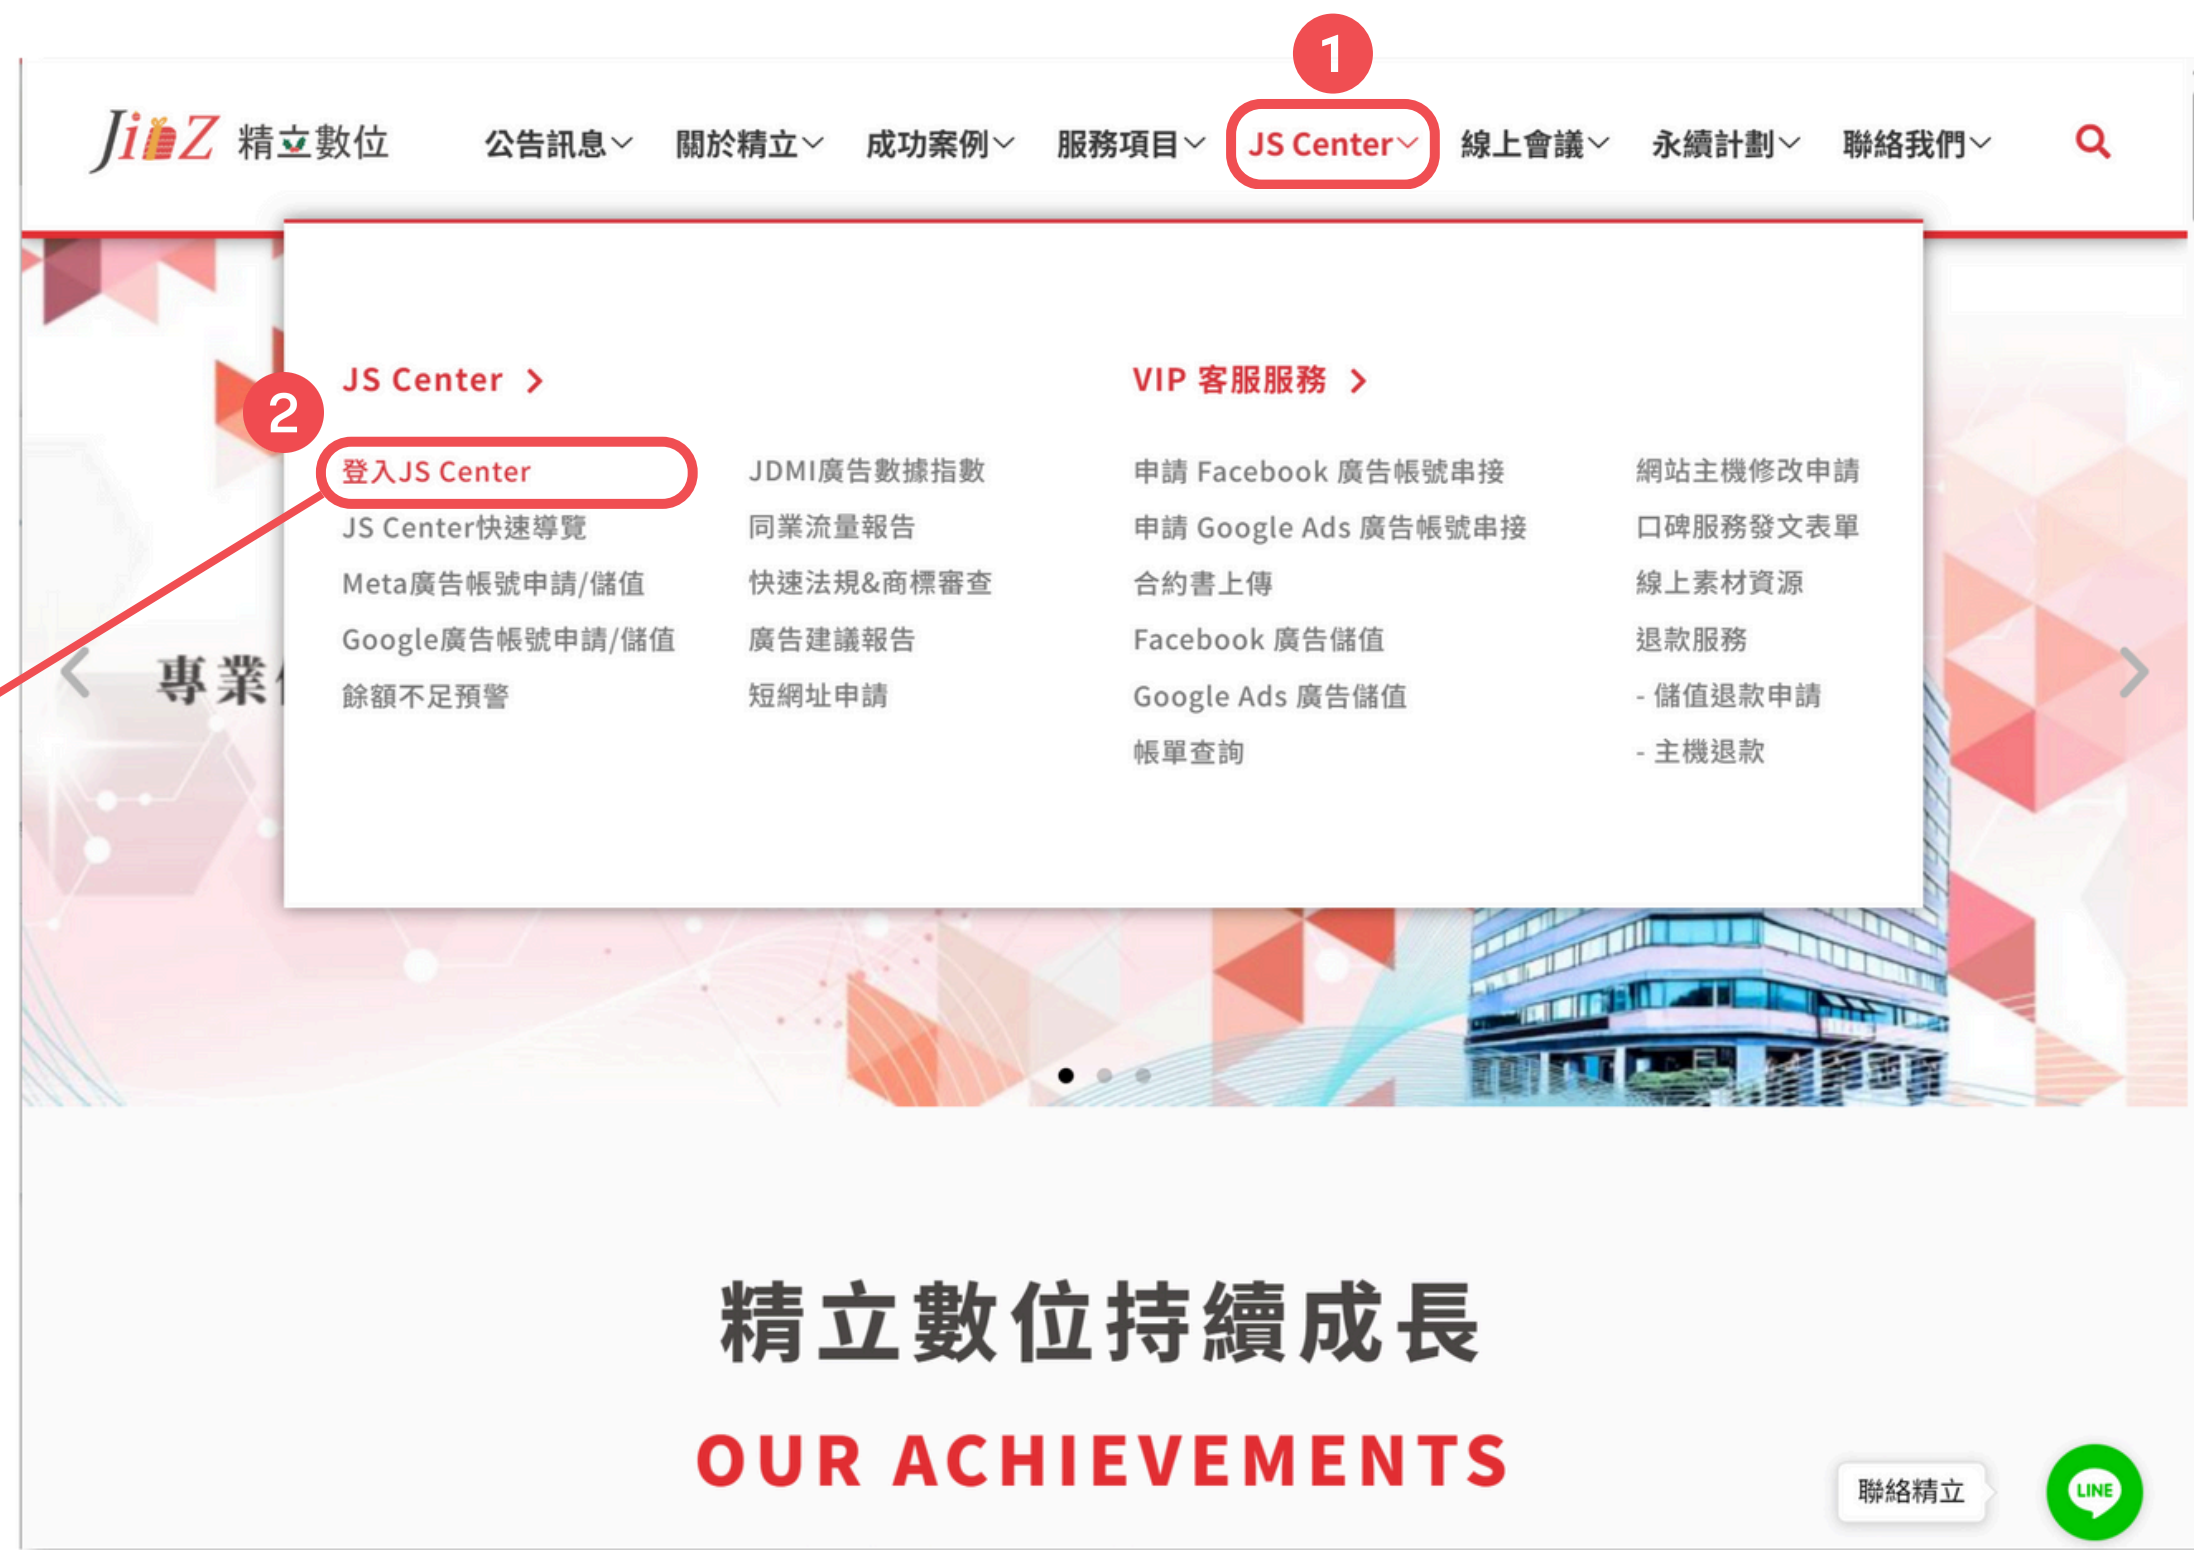 1
JinZ 精立數位
公告訊息
關於精立
成功案例
服務項目
JS Center
線上會議
永續計劃
聯絡我們
JS Center
2
登入JS Center
JS Center快速導覽
Meta廣告帳號申請/儲值
Google廣告帳號申請/儲值
餘額不足預警
JDMI廣告數據指數
同業流量報告
快速法規&商標審查
廣告建議報告
短網址申請
VIP 客服服務
申請 Facebook 廣告帳號串接
申請 Google Ads 廣告帳號串接
合約書上傳
Facebook 廣告儲值
Google Ads 廣告儲值
帳單查詢
網站主機修改申請
口碑服務發文表單
線上素材資源
退款服務
- 儲值退款申請
- 主機退款
專業
精立數位持續成長
OUR ACHIEVEMENTS
聯絡精立
LINE